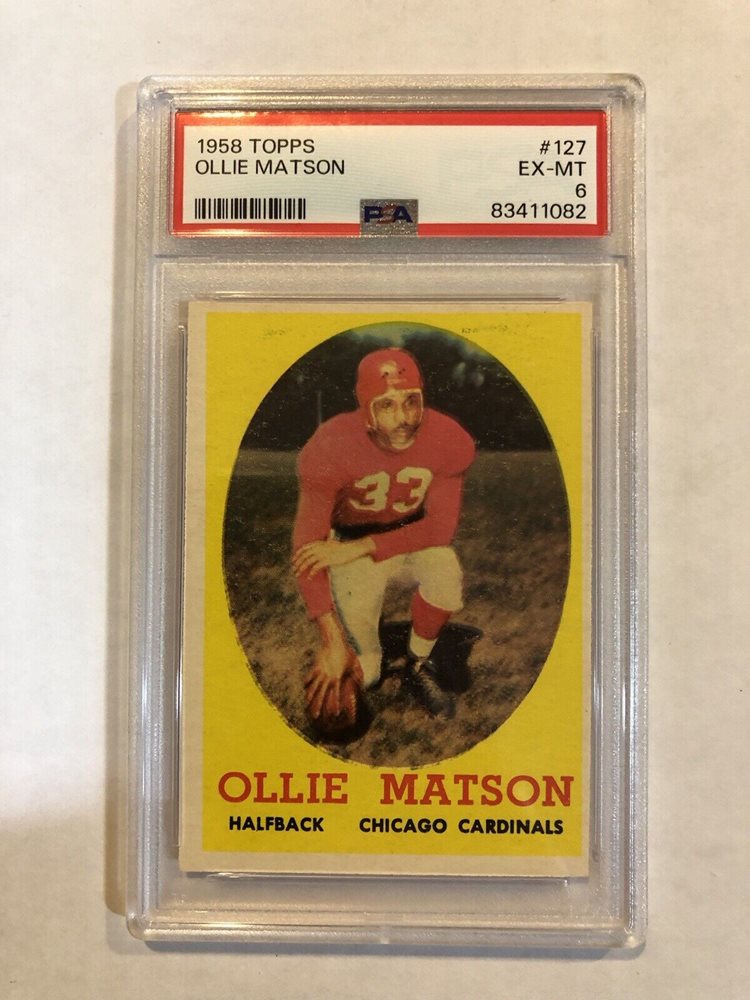 1958 TOPPS #127
OLLIE MATSON EX-MT
6
PSA 83411082
33
OLLIE MATSON
HALFBACK CHICAGO CARDINALS